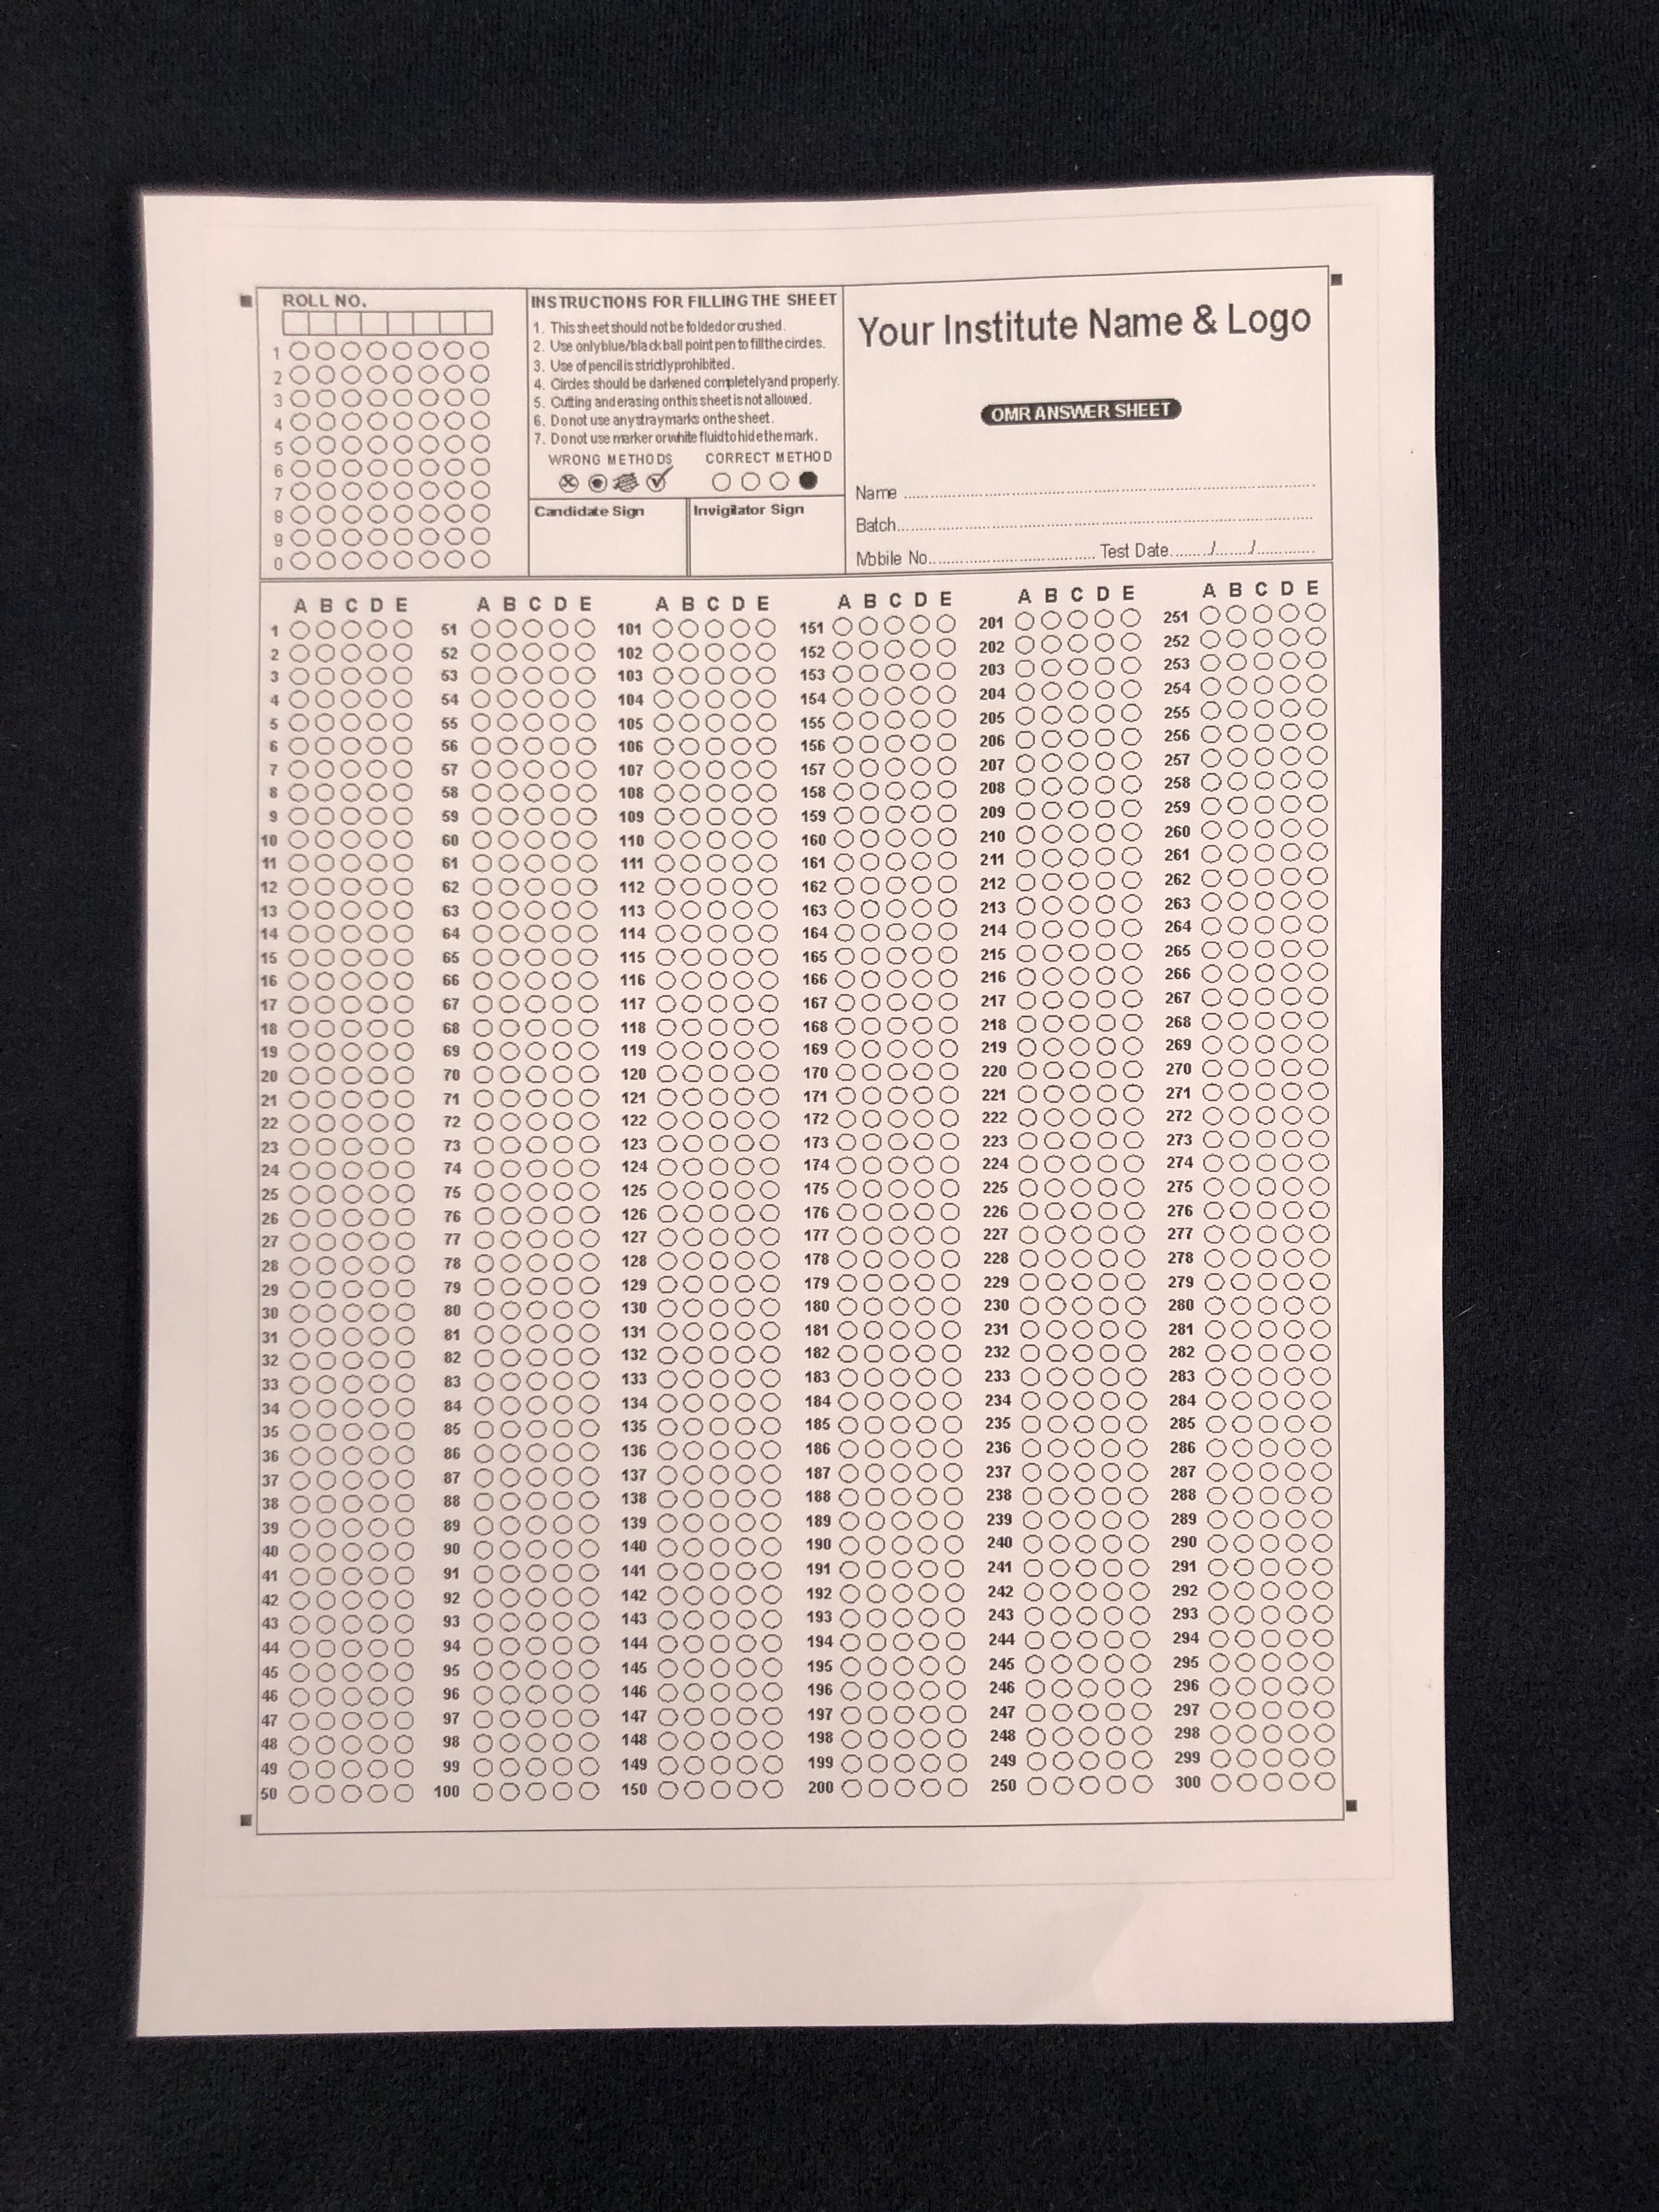 ROLL NO.
1
2
3
4
5
6
7
8
9
0
INSTRUCTIONS FOR FILLING THE SHEET
1. This sheet should not be folded or crushed.
2. Use only blue/black ball point pen to fill the circles.
3. Use of pencil is strictly prohibited.
4. Circles should be darkened completely and properly.
5. Cutting and erasing on this sheet is not allowed.
6. Do not use any stray marks on the sheet.
7. Do not use marker or white fluid to hide the mark.
WRONG METHODS CORRECT METHOD
Candidate Sign Invigilator Sign
Your Institute Name & Logo
OMR ANSWER SHEET
Name
Batch
Mobile No. Test Date / /
A B C D E A B C D E A B C D E A B C D E A B C D E A B C D E
1 51 101 151 201 251
2 52 102 152 202 252
3 53 103 153 203 253
4 54 104 154 204 254
5 55 105 155 205 255
6 56 106 156 206 256
7 57 107 157 207 257
8 58 108 158 208 258
9 59 109 159 209 259
10 60 110 160 210 260
11 61 111 161 211 261
12 62 112 162 212 262
13 63 113 163 213 263
14 64 114 164 214 264
15 65 115 165 215 265
16 66 116 166 216 266
17 67 117 167 217 267
18 68 118 168 218 268
19 69 119 169 219 269
20 70 120 170 220 270
21 71 121 171 221 271
22 72 122 172 222 272
23 73 123 173 223 273
24 74 124 174 224 274
25 75 125 175 225 275
26 76 126 176 226 276
27 77 127 177 227 277
28 78 128 178 228 278
29 79 129 179 229 279
30 80 130 180 230 280
31 81 131 181 231 281
32 82 132 182 232 282
33 83 133 183 233 283
34 84 134 184 234 284
35 85 135 185 235 285
36 86 136 186 236 286
37 87 137 187 237 287
38 88 138 188 238 288
39 89 139 189 239 289
40 90 140 190 240 290
41 91 141 191 241 291
42 92 142 192 242 292
43 93 143 193 243 293
44 94 144 194 244 294
45 95 145 195 245 295
46 96 146 196 246 296
47 97 147 197 247 297
48 98 148 198 248 298
49 99 149 199 249 299
50 100 150 200 250 300